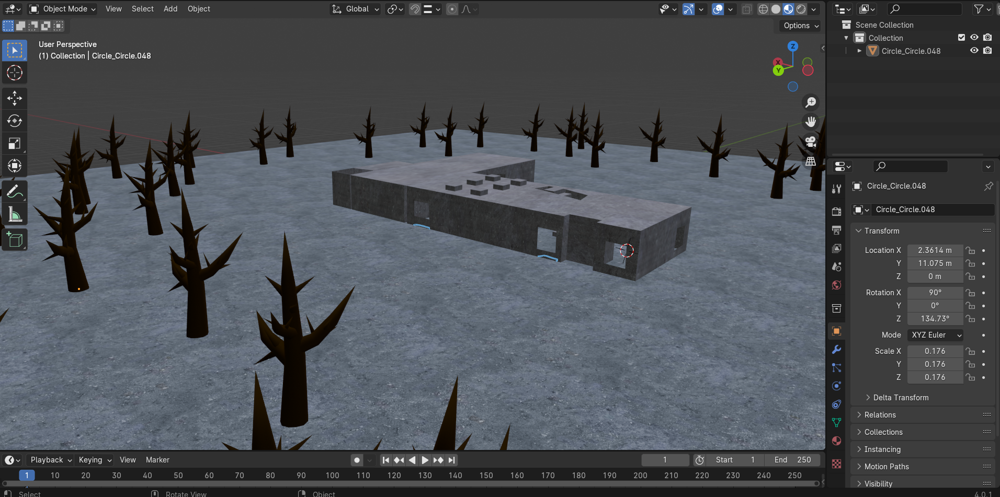 Object Mode
View
Select
Add
Object
Global
Options
User Perspective
(1) Collection | Circle_Circle.048
Z
X
Y
Scene Collection
Collection
Circle_Circle.048
Circle_Circle.048
Circle_Circle.048
Transform
Location X 2.3614 m
Y 11.075 m
Z 0 m
Rotation X 90°
Y 0°
Z 134.73°
Mode XYZ Euler
Scale X 0.176
Y 0.176
Z 0.176
Delta Transform
Relations
Collections
Instancing
Motion Paths
Visibility
Playback
Keying
View
Marker
1
Start 1
End 250
1 10 20 30 40 50 60 70 80 90 100 110 120 130 140 150 160 170 180 190 200 210 220 230 240 250
Select
Rotate View
Object
4.0.1